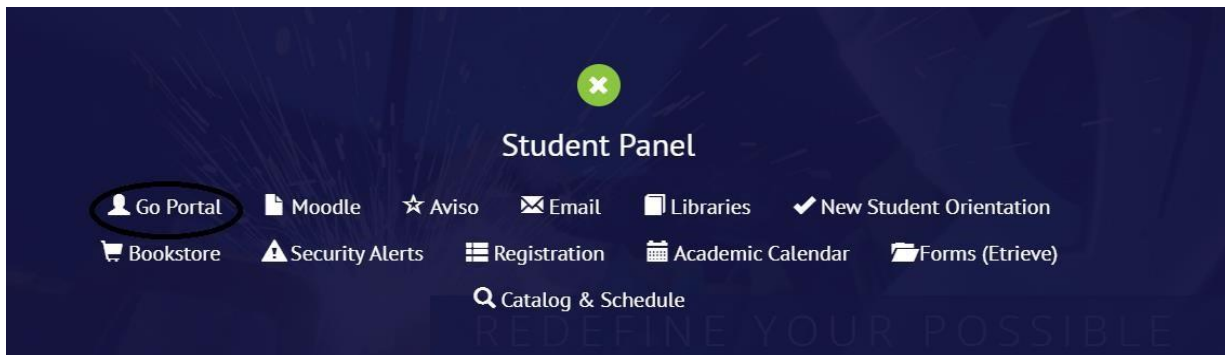 Student Panel
Go Portal Moodle Aviso Email Libraries New Student Orientation
Bookstore Security Alerts Registration Academic Calendar Forms (Etrieve)
Catalog & Schedule
REDEFINE YOUR POSSIBLE